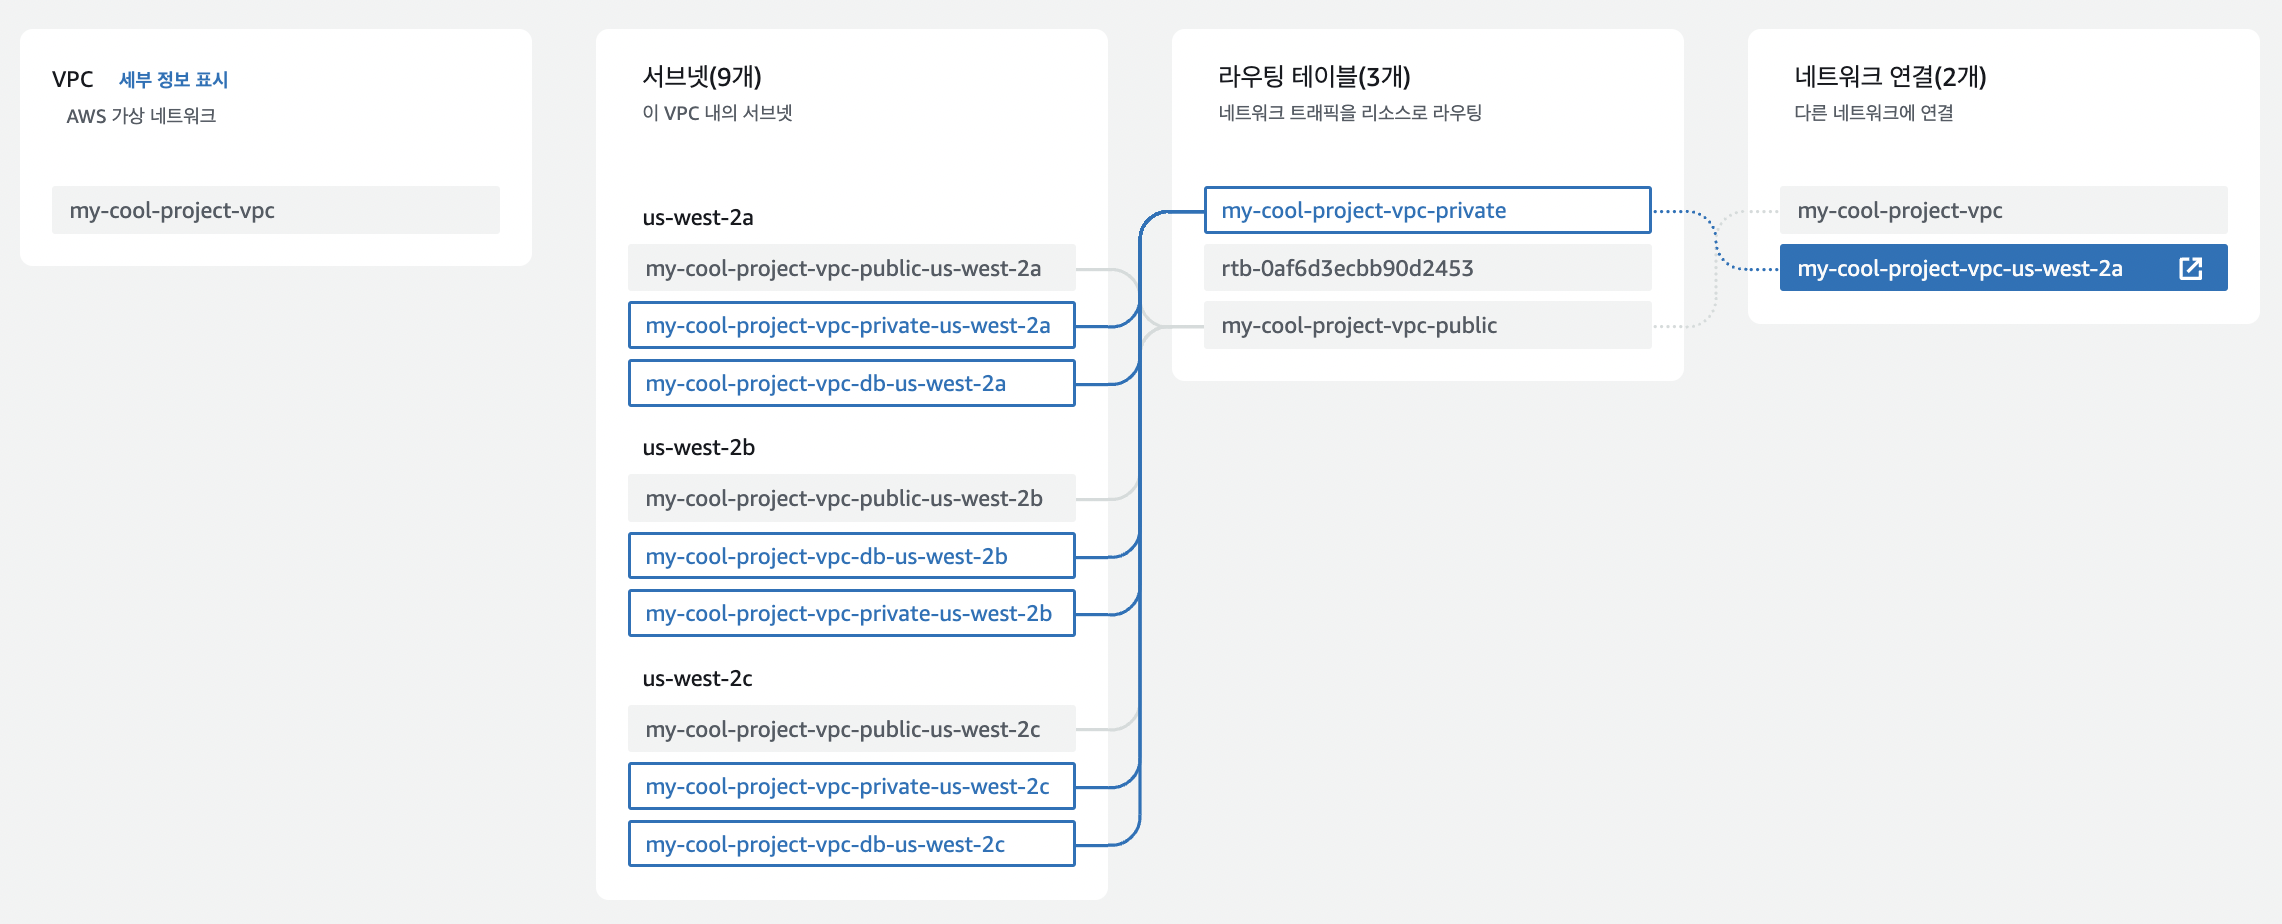 VPC 세부 정보 표시
AWS 가상 네트워크
my-cool-project-vpc
서브넷(9개)
이 VPC 내의 서브넷
us-west-2a
my-cool-project-vpc-public-us-west-2a
my-cool-project-vpc-private-us-west-2a
my-cool-project-vpc-db-us-west-2a
us-west-2b
my-cool-project-vpc-public-us-west-2b
my-cool-project-vpc-db-us-west-2b
my-cool-project-vpc-private-us-west-2b
us-west-2c
my-cool-project-vpc-public-us-west-2c
my-cool-project-vpc-private-us-west-2c
my-cool-project-vpc-db-us-west-2c
라우팅 테이블(3개)
네트워크 트래픽을 리소스로 라우팅
my-cool-project-vpc-private
rtb-0af6d3ecbb90d2453
my-cool-project-vpc-public
네트워크 연결(2개)
다른 네트워크에 연결
my-cool-project-vpc
my-cool-project-vpc-us-west-2a